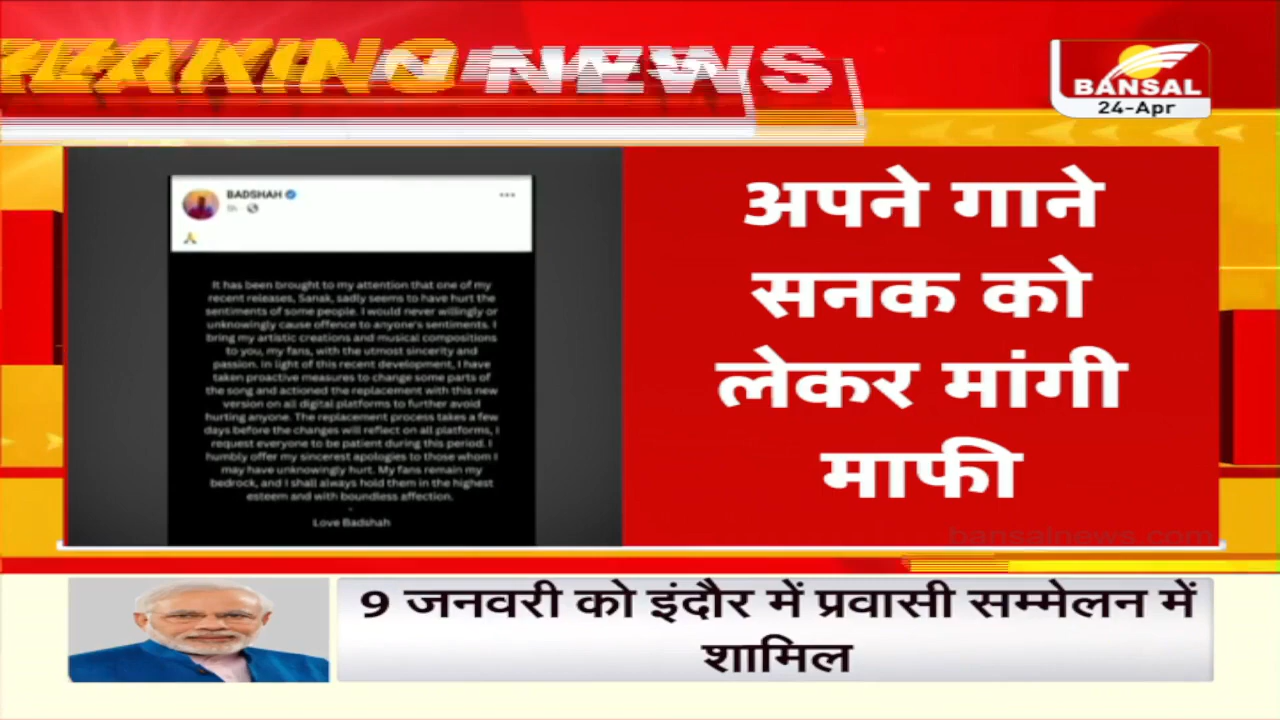 BREAKING NEWS
BANSAL
24-Apr
BADSHAH
9h
अपने गाने
सनक को
लेकर मांगी
माफी
It has been brought to my attention that one of my
recent releases, Sanak, sadly seems to have hurt the
sentiments of some people. I would never willingly or
unknowingly cause offence to anyone's sentiments. I
bring my artistic creations and musical compositions
to you, my fans, with the utmost sincerity and
passion. In light of this recent development, I have
taken proactive measures to change some parts of
the song and actioned the replacement with this new
version on all digital platforms to further avoid
hurting anyone. The replacement process takes a few
days before the changes will reflect on all platforms, I
request everyone to be patient during this period. I
humbly offer my sincerest apologies to those whom I
may have unknowingly hurt. My fans remain my
bedrock, and I shall always hold them in the highest
esteem and with boundless affection.
-
Love Badshah
bansalnews.com
9 जनवरी को इंदौर में प्रवासी सम्मेलन में
शामिल